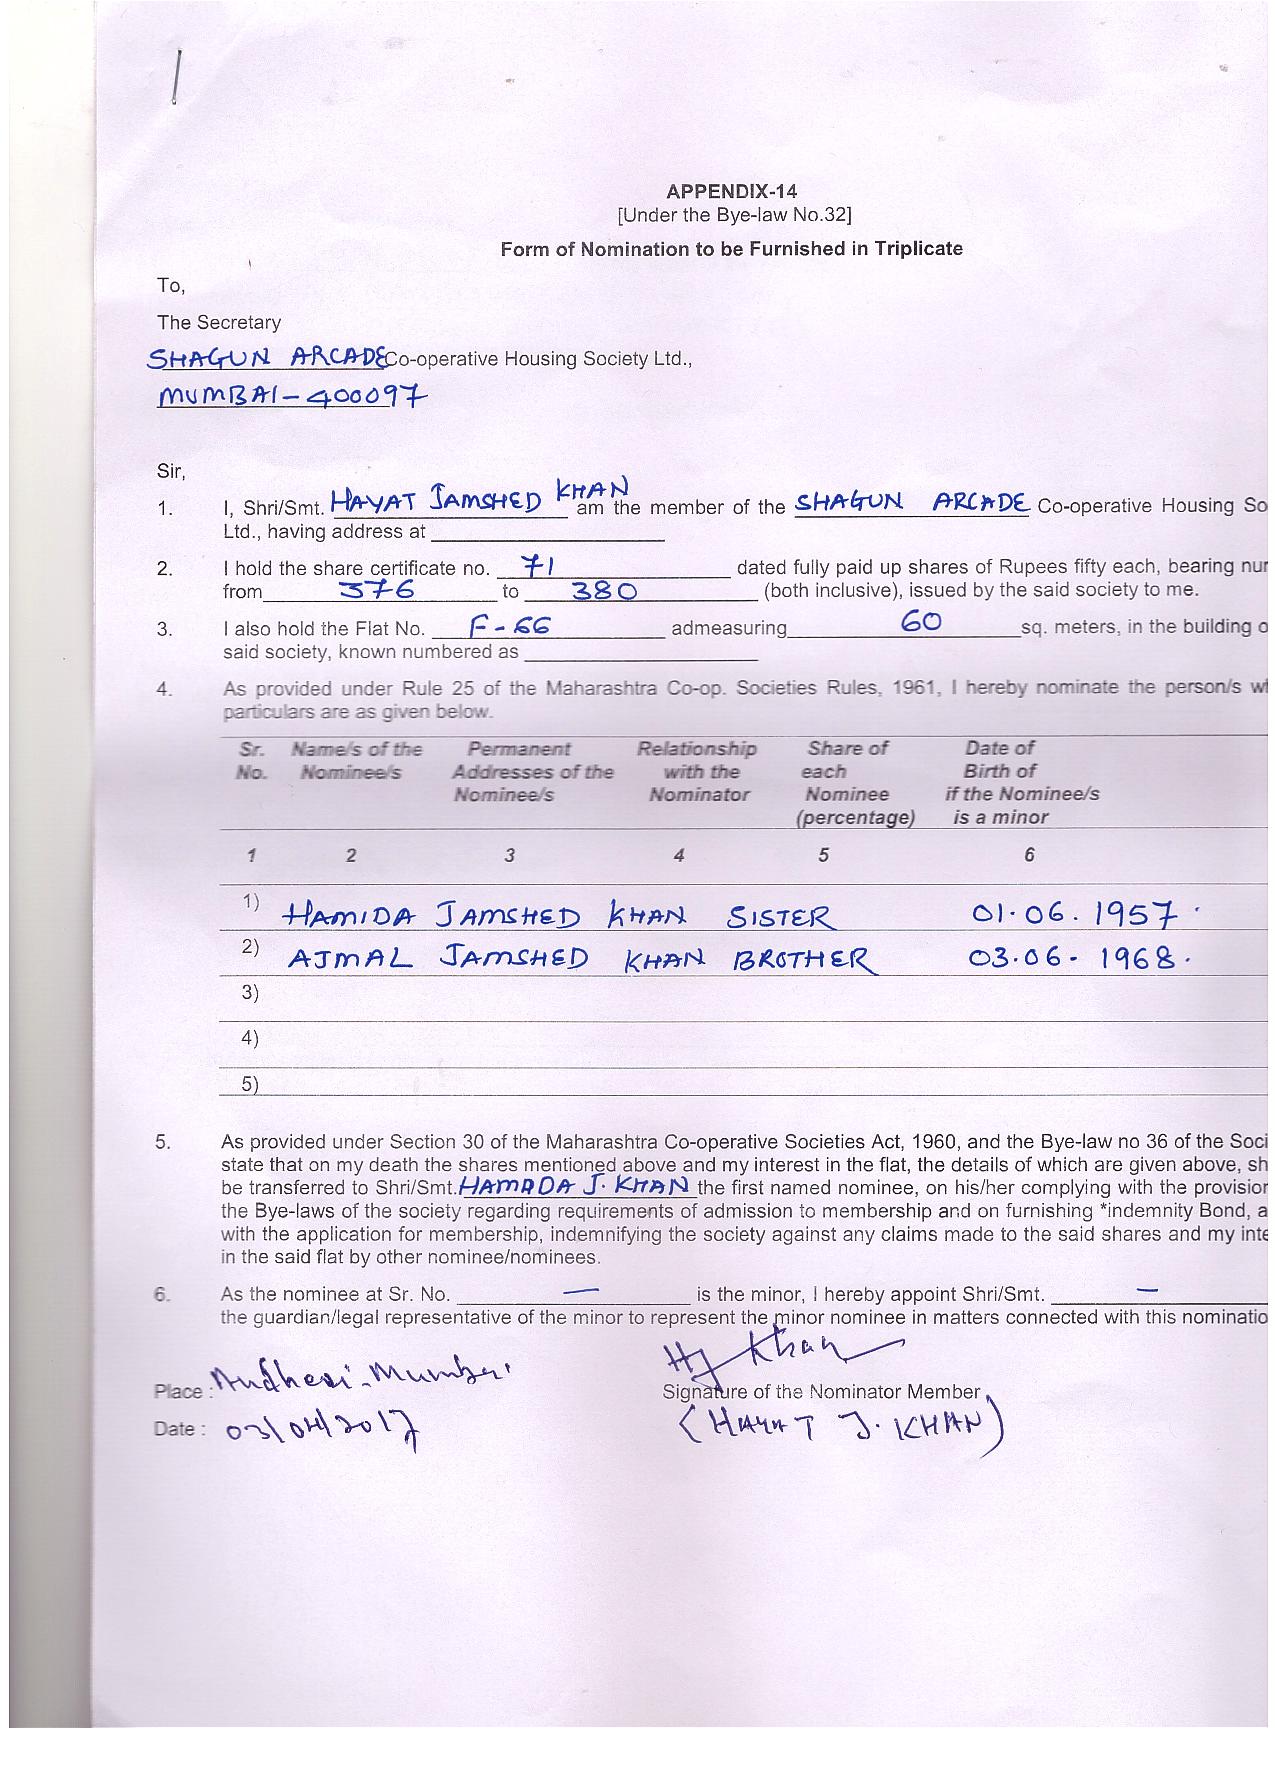 APPENDIX-14
[Under the Bye-law No.32]
Form of Nomination to be Furnished in Triplicate
To,
The Secretary
SHAGUN ARCADE Co-operative Housing Society Ltd.,
MUMBAI - 400097
Sir,
1. I, Shri/Smt. HAYAT JAMSHED KHAN am the member of the SHAGUN ARCADE Co-operative Housing So
Ltd., having address at
2. I hold the share certificate no. 71 dated fully paid up shares of Rupees fifty each, bearing nu
from 376 to 380 (both inclusive), issued by the said society to me.
3. I also hold the Flat No. F-66 admeasuring 60 sq. meters, in the building o
said society, known numbered as
4. As provided under Rule 25 of the Maharashtra Co-op. Societies Rules, 1961, I hereby nominate the person/s wh
particulars are as given below.
Sr. Name/s of the Permanent Relationship Share of Date of
No. Nominee/s Addresses of the with the each Birth of
Nominee/s Nominator Nominee if the Nominee/s
(percentage) is a minor
1 2 3 4 5 6
1) HAMIDA JAMSHED KHAN SISTER 01.06.1957.
2) AJMAL JAMSHED KHAN BROTHER 03.06-1968.
3)
4)
5)
5. As provided under Section 30 of the Maharashtra Co-operative Societies Act, 1960, and the Bye-law no 36 of the Soci
state that on my death the shares mentioned above and my interest in the flat, the details of which are given above, sh
be transferred to Shri/Smt. HAMIDA J. KHAN the first named nominee, on his/her complying with the provision
the Bye-laws of the society regarding requirements of admission to membership and on furnishing *indemnity Bond, a
with the application for membership, indemnifying the society against any claims made to the said shares and my inte
in the said flat by other nominee/nominees.
6. As the nominee at Sr. No. — is the minor, I hereby appoint Shri/Smt. —
the guardian/legal representative of the minor to represent the minor nominee in matters connected with this nominatio
HJ Khan
Place : Andheri - Mumbai
Signature of the Nominator Member
Date : 03/04/2017
(HAYAT J. KHAN)